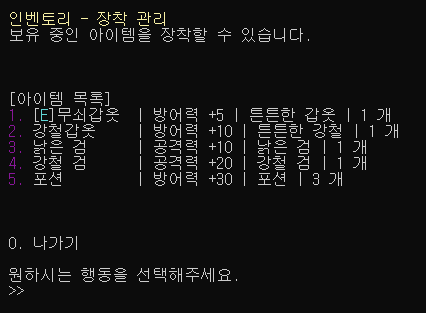 인벤토리 - 장착 관리
보유 중인 아이템을 장착할 수 있습니다.
[아이템 목록]
1. [E]무쇠갑옷 | 방어력 +5 | 튼튼한 갑옷 | 1 개
2. 강철갑옷 | 방어력 +10 | 튼튼한 강철 | 1 개
3. 낡은 검 | 공격력 +10 | 낡은 검 | 1 개
4. 강철 검 | 공격력 +20 | 강철 검 | 1 개
5. 포션 | 방어력 +30 | 포션 | 3 개
0. 나가기
원하시는 행동을 선택해주세요.
>>